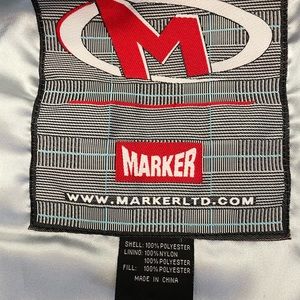 M
MARKER
WWW.MARKERLTD.COM
SHELL: 100% POLYESTER
LINING: 100% NYLON
100% POLYESTER
FILL: 100% POLYESTER
MADE IN CHINA